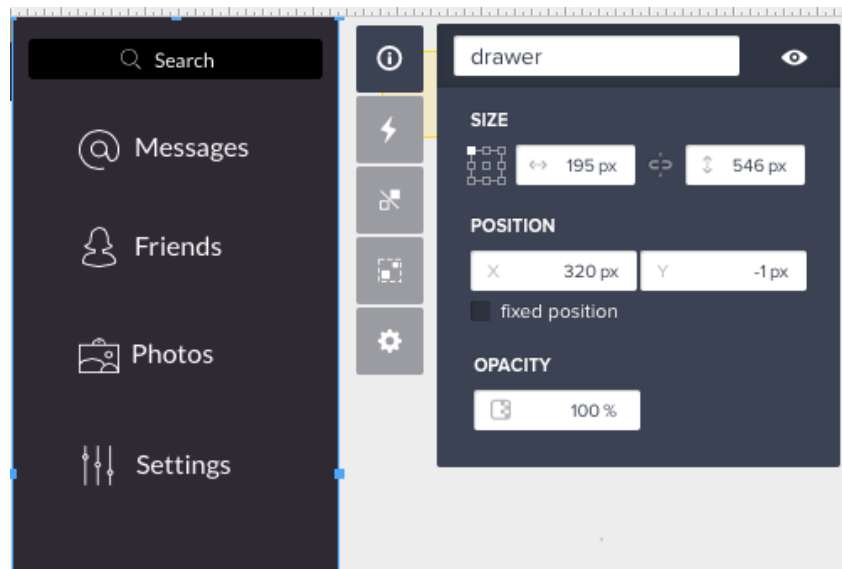 Search
Messages
Friends
Photos
Settings
drawer
SIZE
195 px
546 px
POSITION
X 320 px
Y -1 px
fixed position
OPACITY
100 %